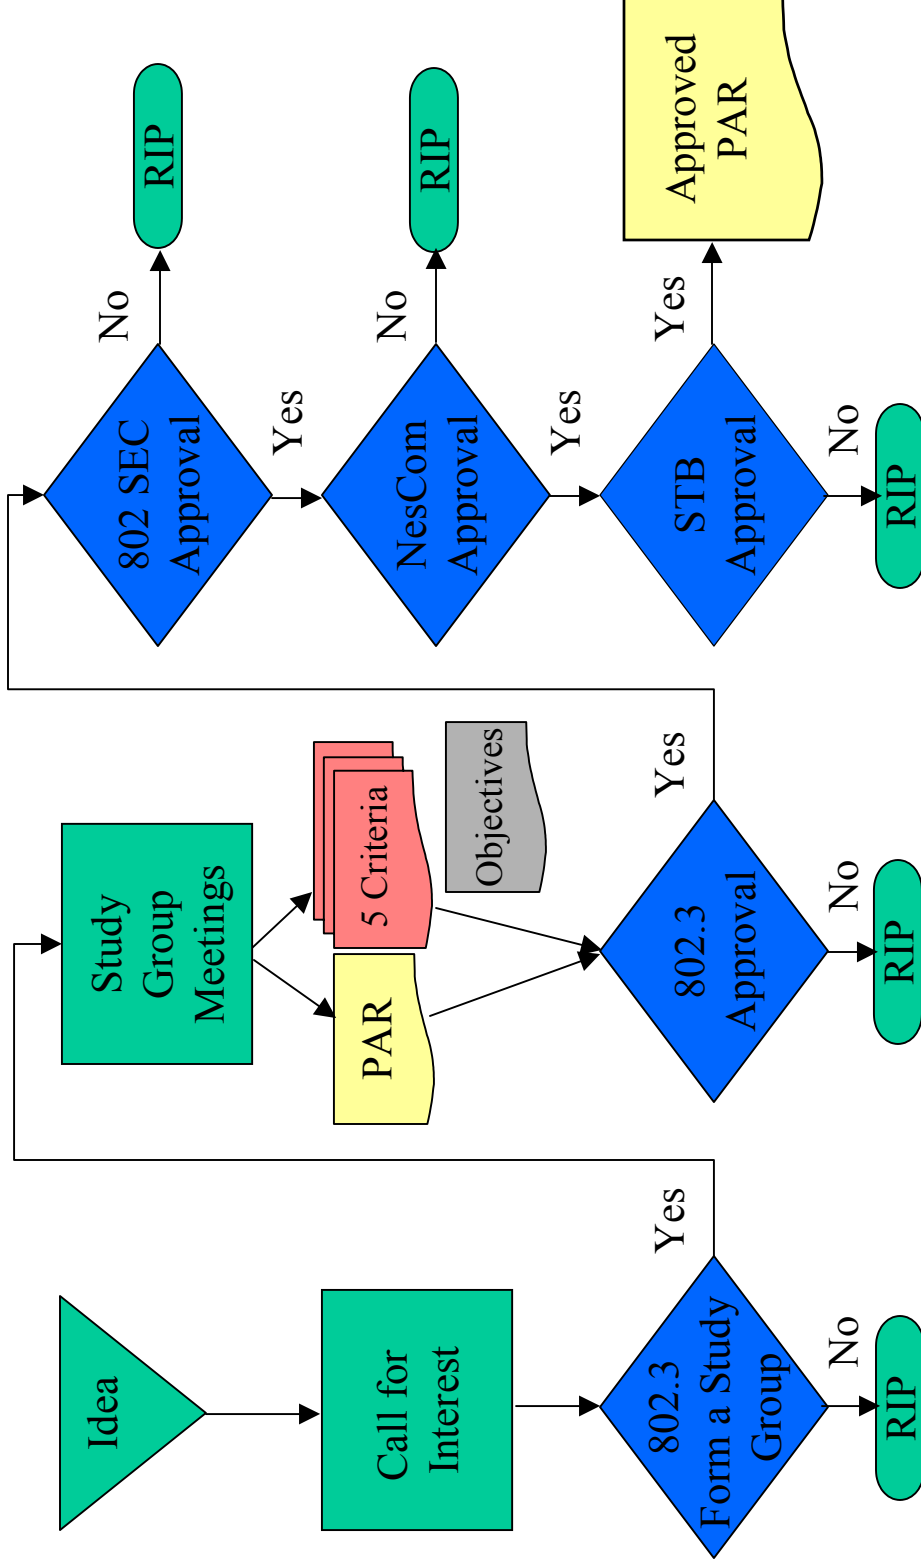 Idea
Call for
Interest
802.3
Form a Study
Group
Yes
No
RIP
Study
Group
Meetings
PAR
5 Criteria
Objectives
802.3
Approval
Yes
No
RIP
802 SEC
Approval
No
RIP
Yes
NesCom
Approval
No
RIP
Yes
STB
Approval
Yes
Approved
PAR
No
RIP